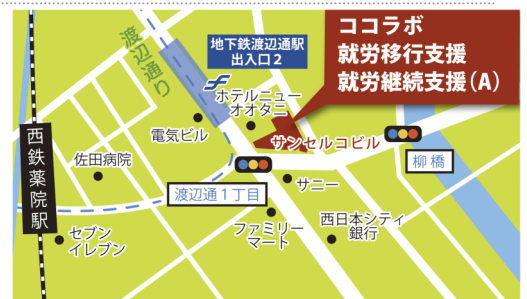 ココラボ
就労移行支援
就労継続支援(A)
地下鉄渡辺通駅
出入口2
渡辺通り
ホテルニュー
オオタニ
電気ビル
サンセルコビル
柳橋
西鉄薬院駅
佐田病院
渡辺通1丁目
サニー
セブン
イレブン
ファミリー
マート
西日本シティ
銀行